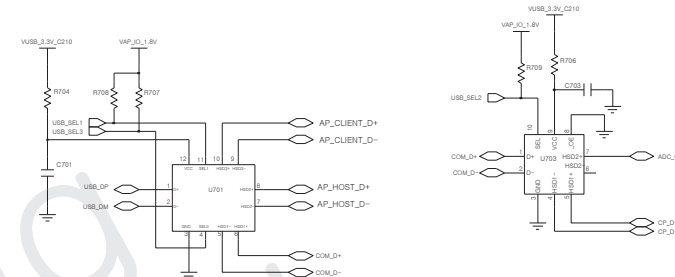 VUSB_3.3V_C210
VAP_IO_1.8V
R704
R708
R707
USB_SEL1
USB_SEL3
C701
AP_CLIENT_D+
AP_CLIENT_D−
12 11 10 9
VCC SEL1 HSD3+ HSD3−
USB_DP 1 D+
U701
HSD2+ 8 AP_HOST_D+
USB_DM 2 D−
HSD2− 7 AP_HOST_D−
GND SEL0 HSD1− HSD1+
3 4 5 6
COM_D+
COM_D−
VUSB_3.3V_C210
VAP_IO_1.8V
R709
R706
USB_SEL2
C703
10 9 8
SEL VCC _OE
COM_D+ 1 D+
U703
HSD2+ 7
HSD2− 6
COM_D− 2 D−
GND HSD1− HSD1+
3 4 5